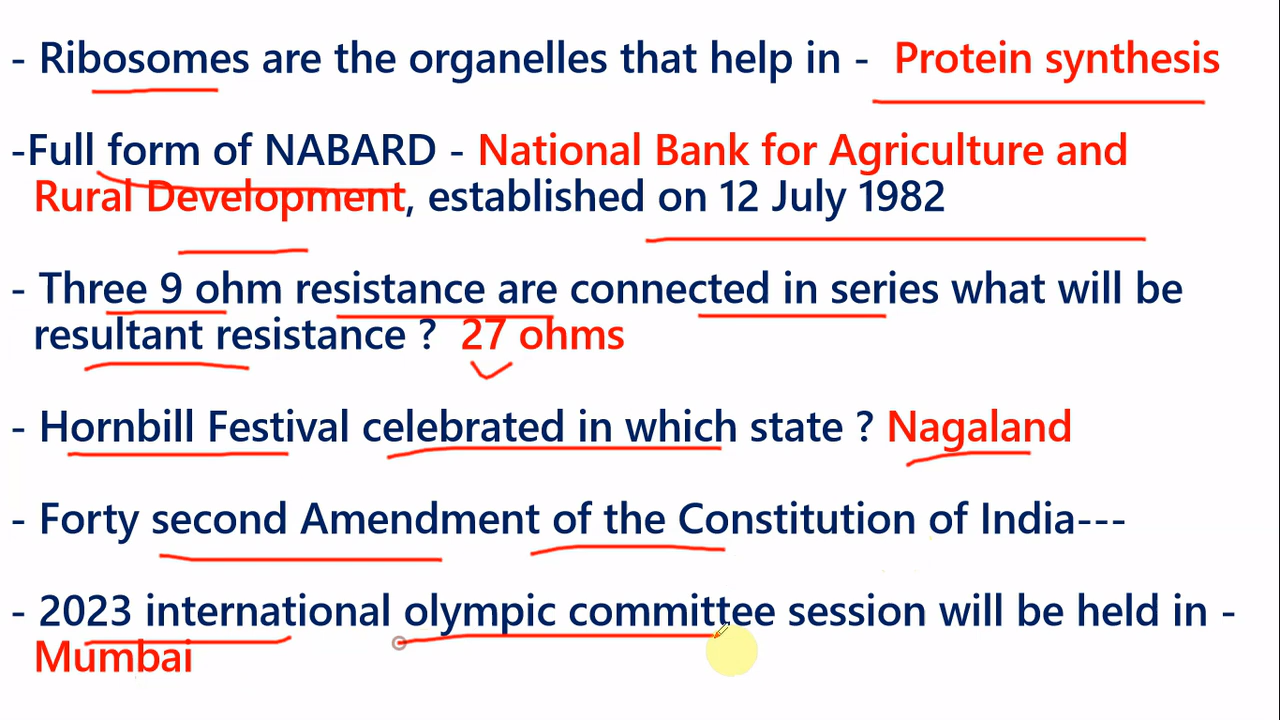 - Ribosomes are the organelles that help in - Protein synthesis
-Full form of NABARD - National Bank for Agriculture and
Rural Development, established on 12 July 1982
- Three 9 ohm resistance are connected in series what will be
resultant resistance ? 27 ohms
- Hornbill Festival celebrated in which state ? Nagaland
- Forty second Amendment of the Constitution of India---
- 2023 international olympic committee session will be held in -
Mumbai